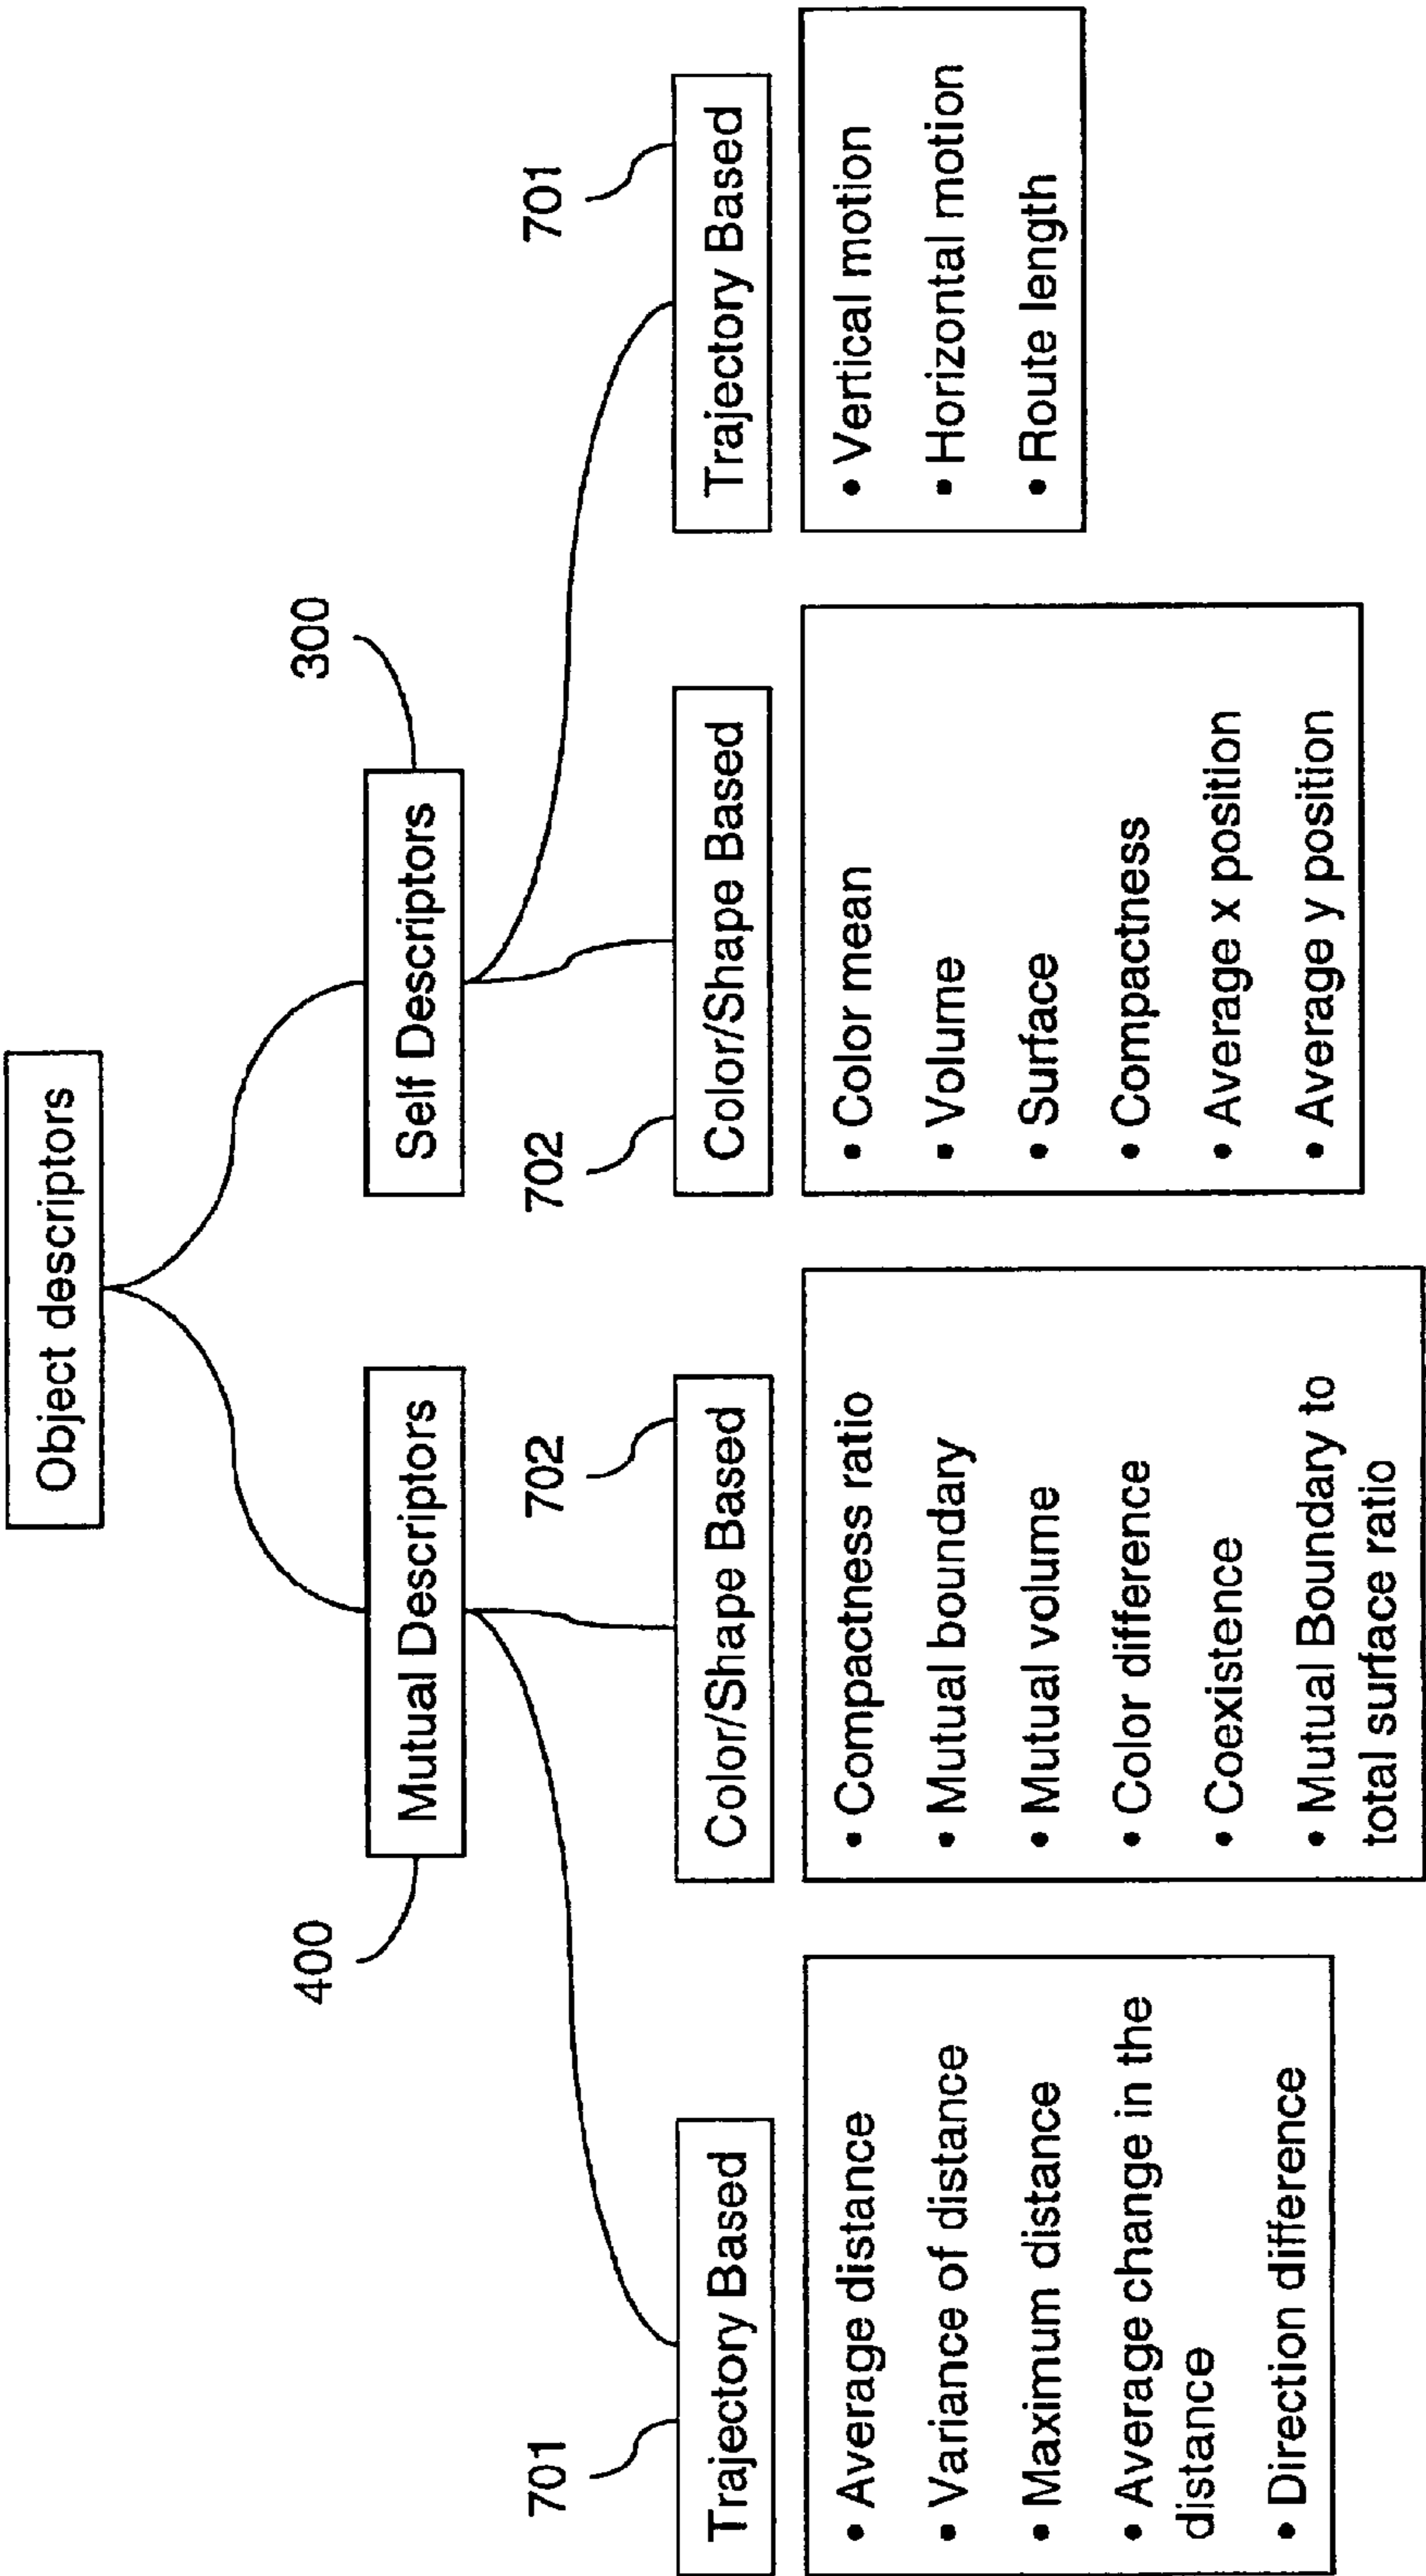 Object descriptors
400
Mutual Descriptors
Self Descriptors
300
701
Trajectory Based
702
Color/Shape Based
702
Color/Shape Based
701
Trajectory Based
• Average distance
• Variance of distance
• Maximum distance
• Average change in the
distance
• Direction difference
• Compactness ratio
• Mutual boundary
• Mutual volume
• Color difference
• Coexistence
• Mutual Boundary to
total surface ratio
• Color mean
• Volume
• Surface
• Compactness
• Average x position
• Average y position
• Vertical motion
• Horizontal motion
• Route length